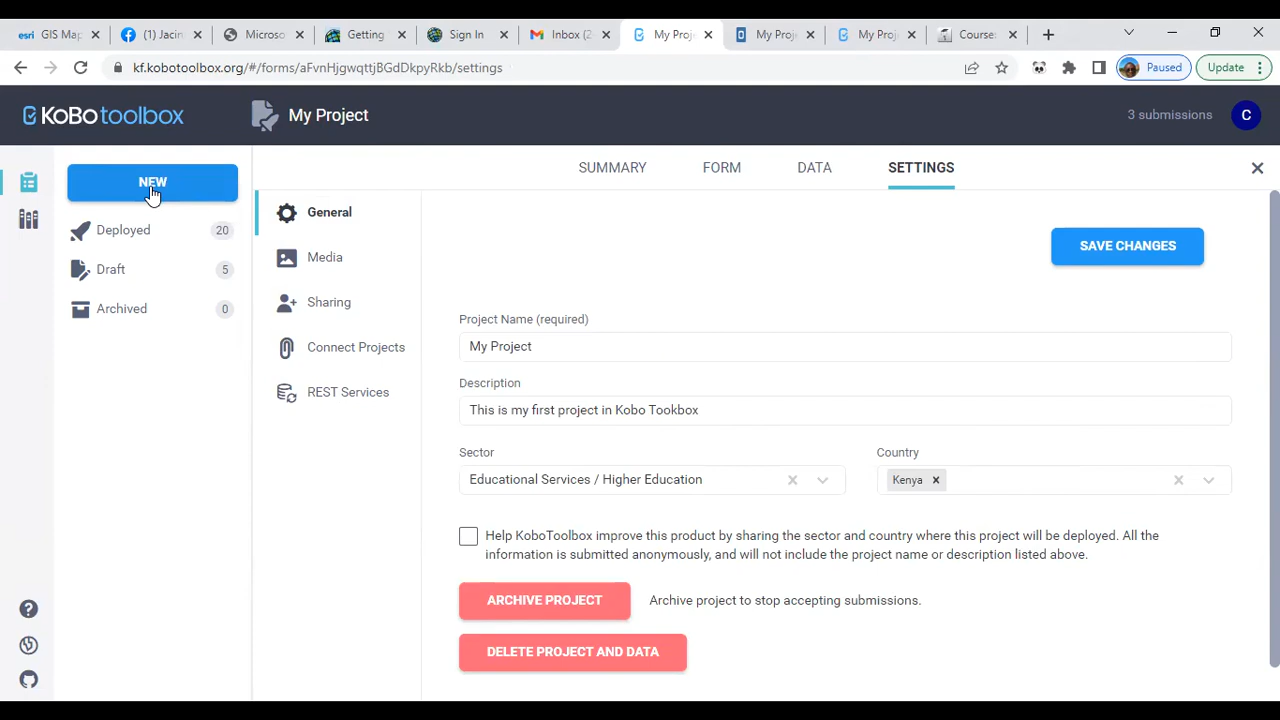 esri GIS Map
(1) Jacin
Microso
Getting
Sign In
Inbox (2
My Proj
My Proj
My Proj
Course
kf.kobotoolbox.org/#/forms/aFvnHjgwqttjBGdDkpyRkb/settings
Paused
Update
KoBo toolbox
My Project
3 submissions
C
NEW
SUMMARY
FORM
DATA
SETTINGS
Deployed 20
Draft 5
Archived 0
General
Media
Sharing
Connect Projects
REST Services
SAVE CHANGES
Project Name (required)
My Project
Description
This is my first project in Kobo Tookbox
Sector
Educational Services / Higher Education
Country
Kenya
Help KoboToolbox improve this product by sharing the sector and country where this project will be deployed. All the
information is submitted anonymously, and will not include the project name or description listed above.
ARCHIVE PROJECT
Archive project to stop accepting submissions.
DELETE PROJECT AND DATA